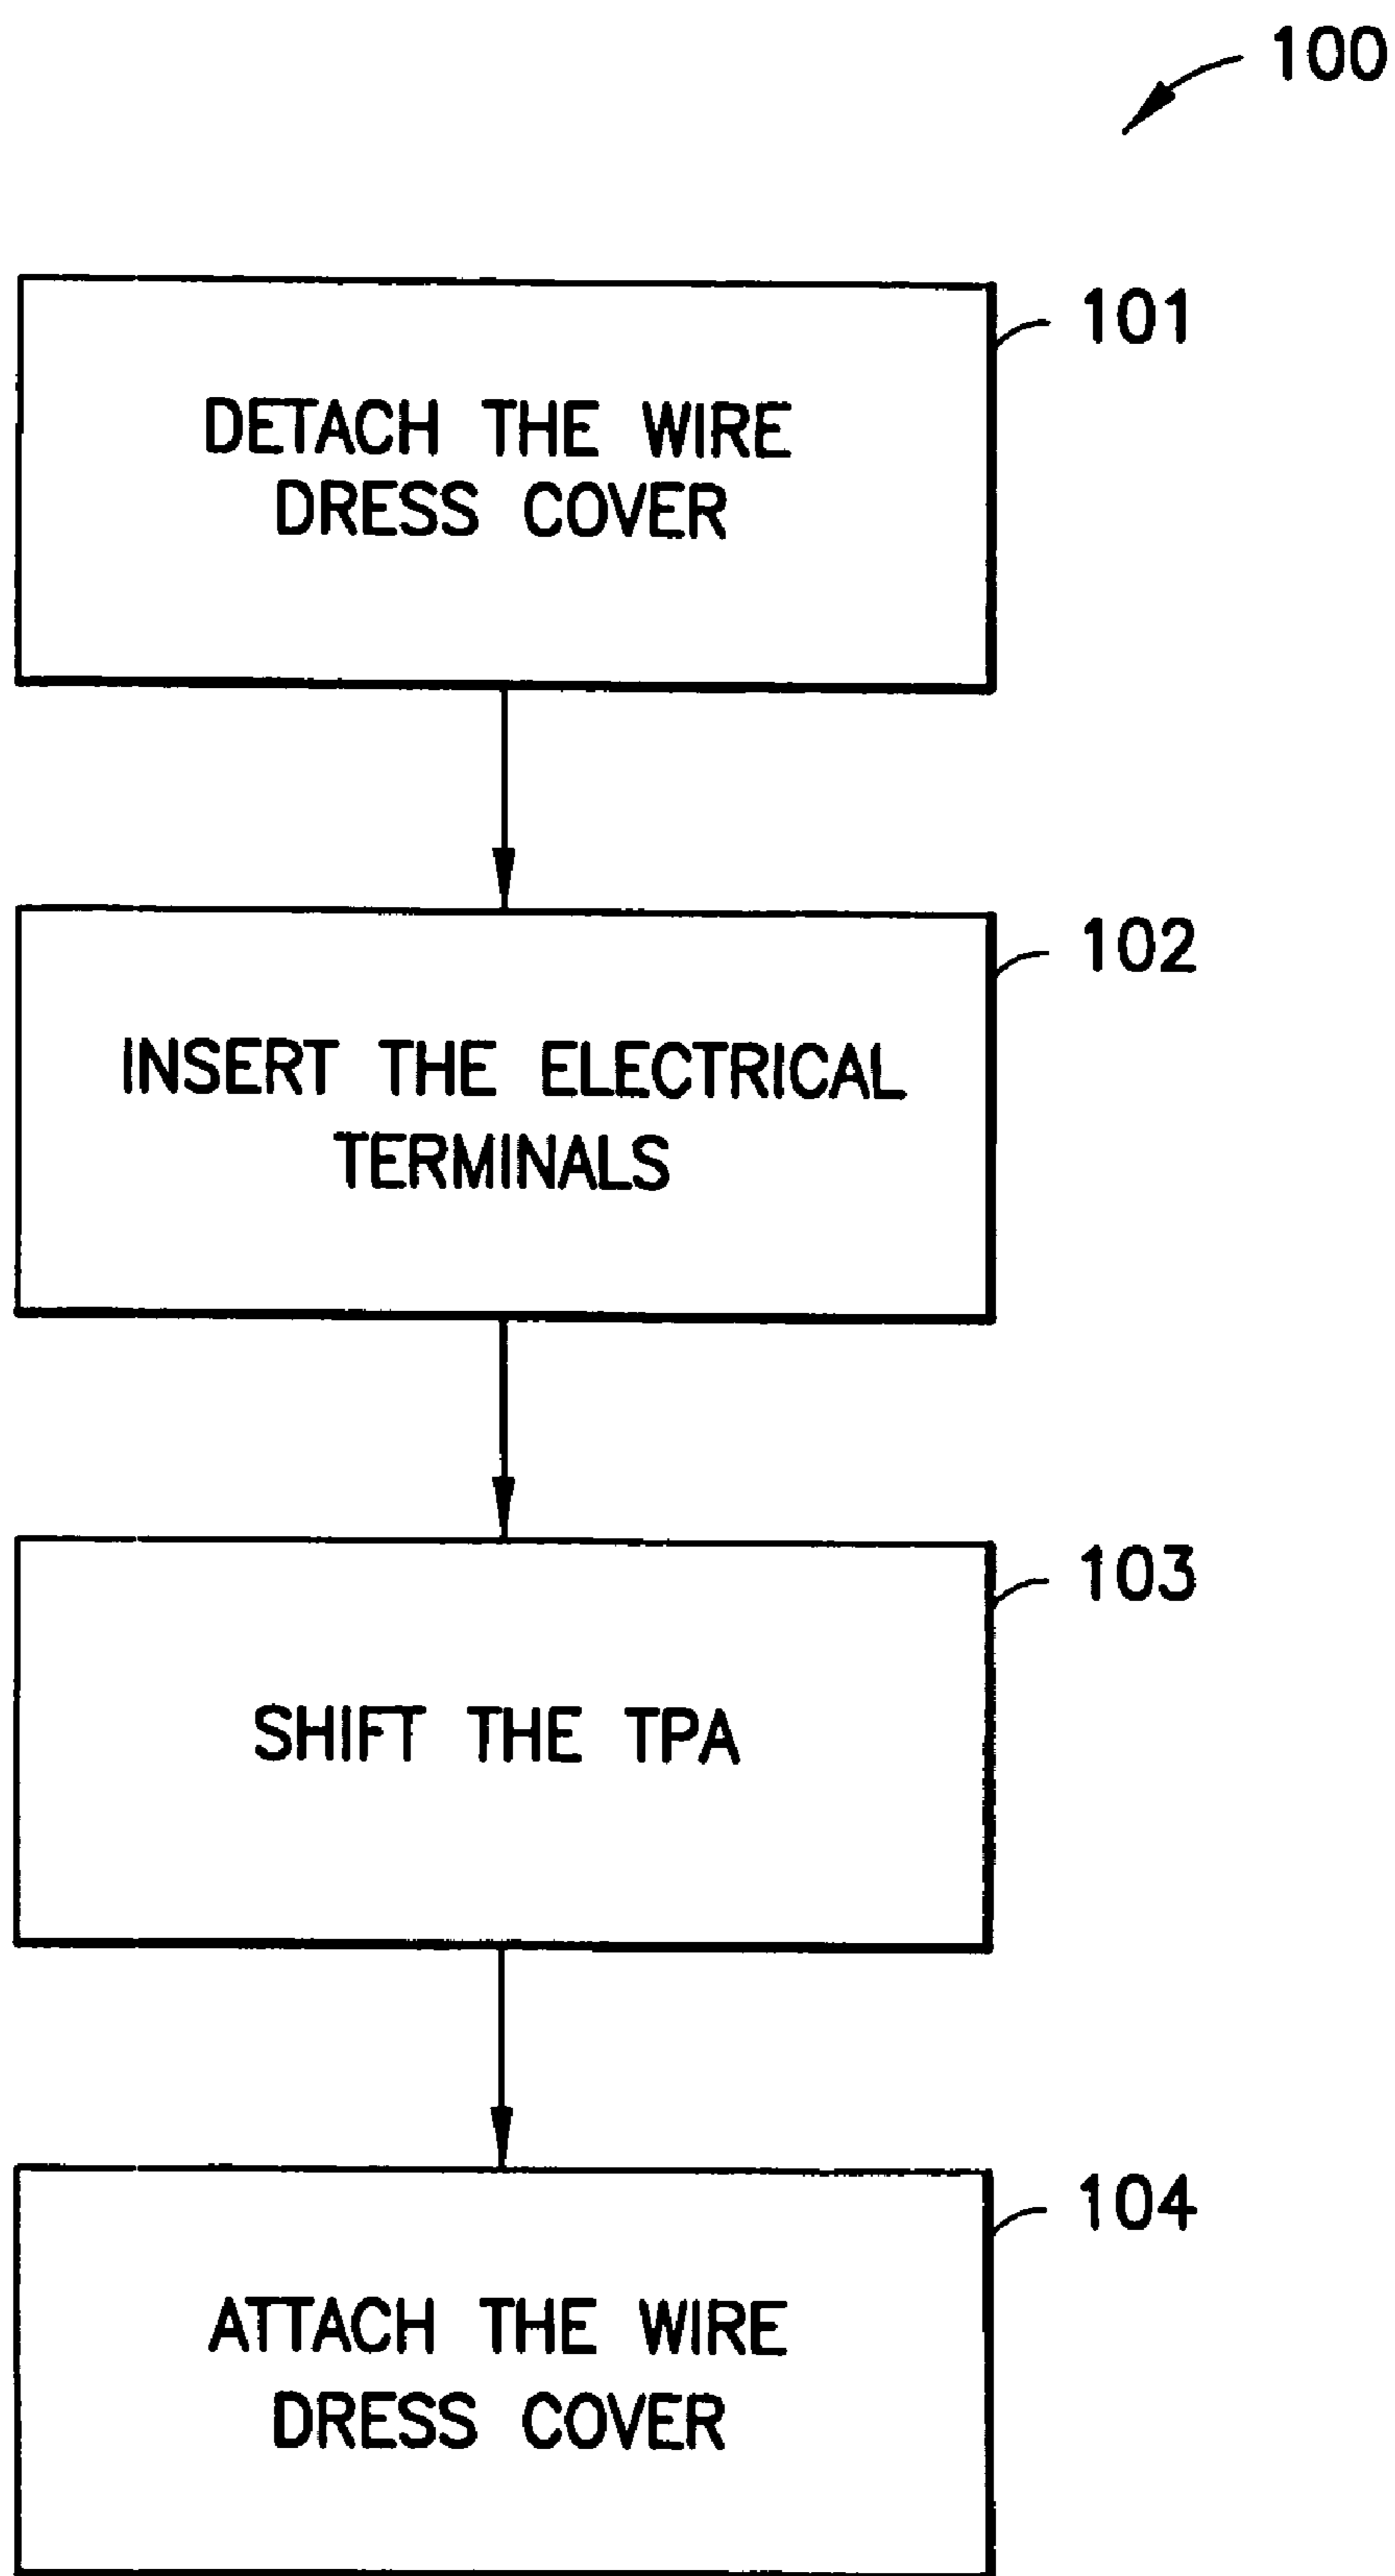 100
101
DETACH THE WIRE
DRESS COVER
102
INSERT THE ELECTRICAL
TERMINALS
103
SHIFT THE TPA
104
ATTACH THE WIRE
DRESS COVER